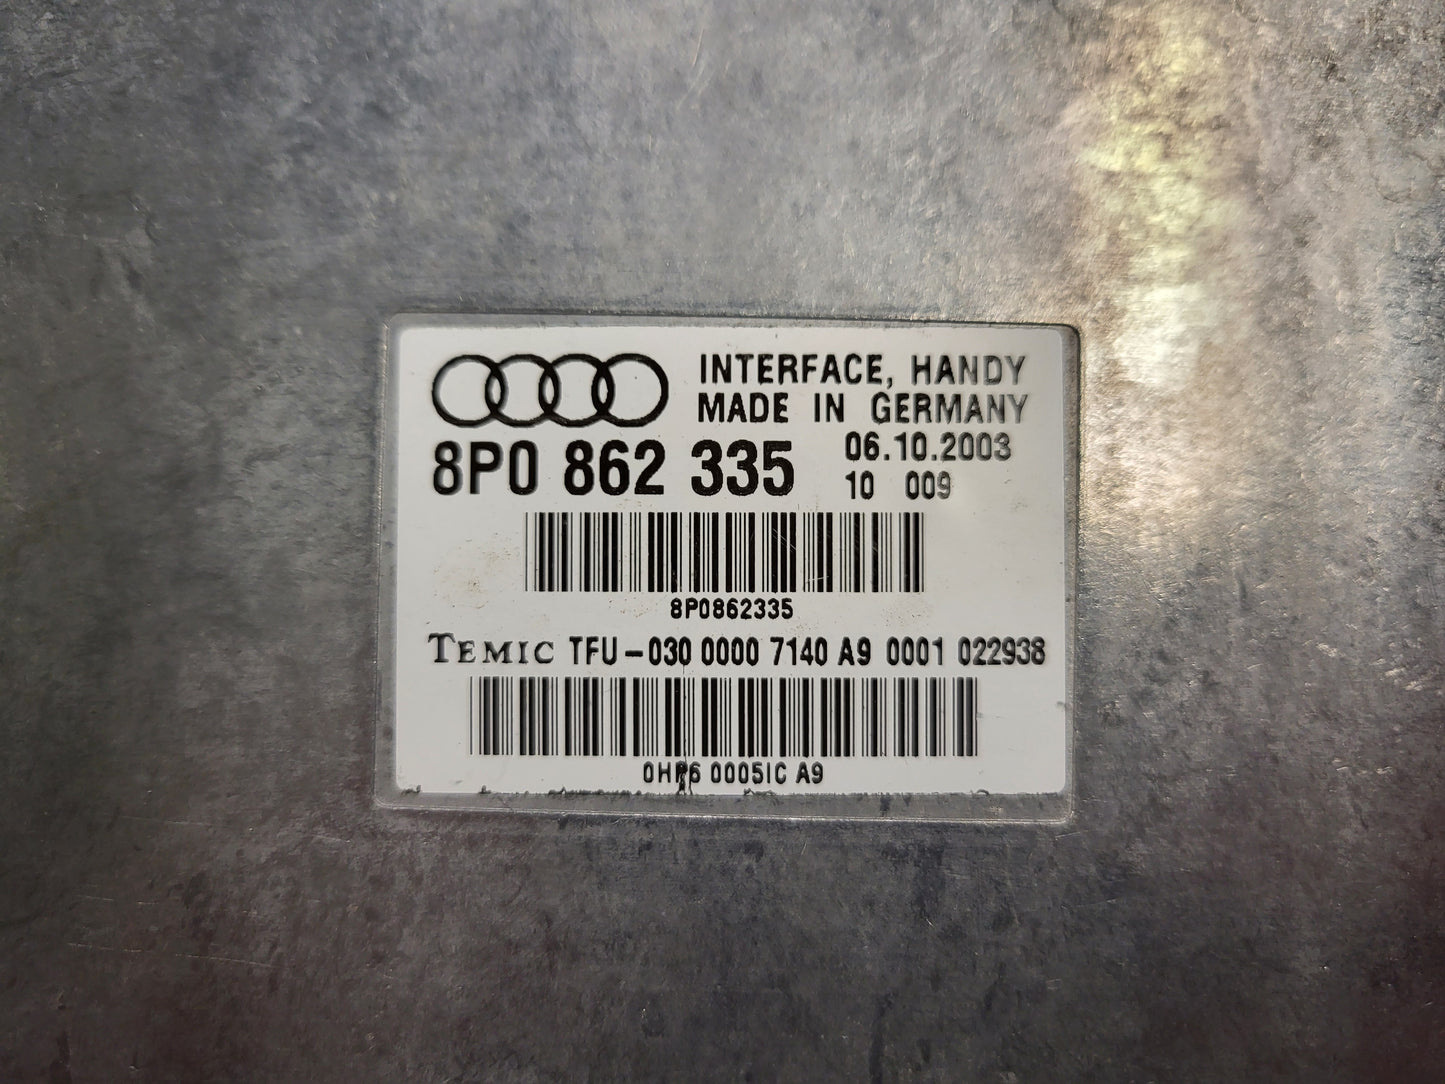 INTERFACE, HANDY
MADE IN GERMANY
8P0 862 335
06.10.2003
10 009
8P0862335
TEMIC TFU-030 0000 7140 A9 0001 022938
A9